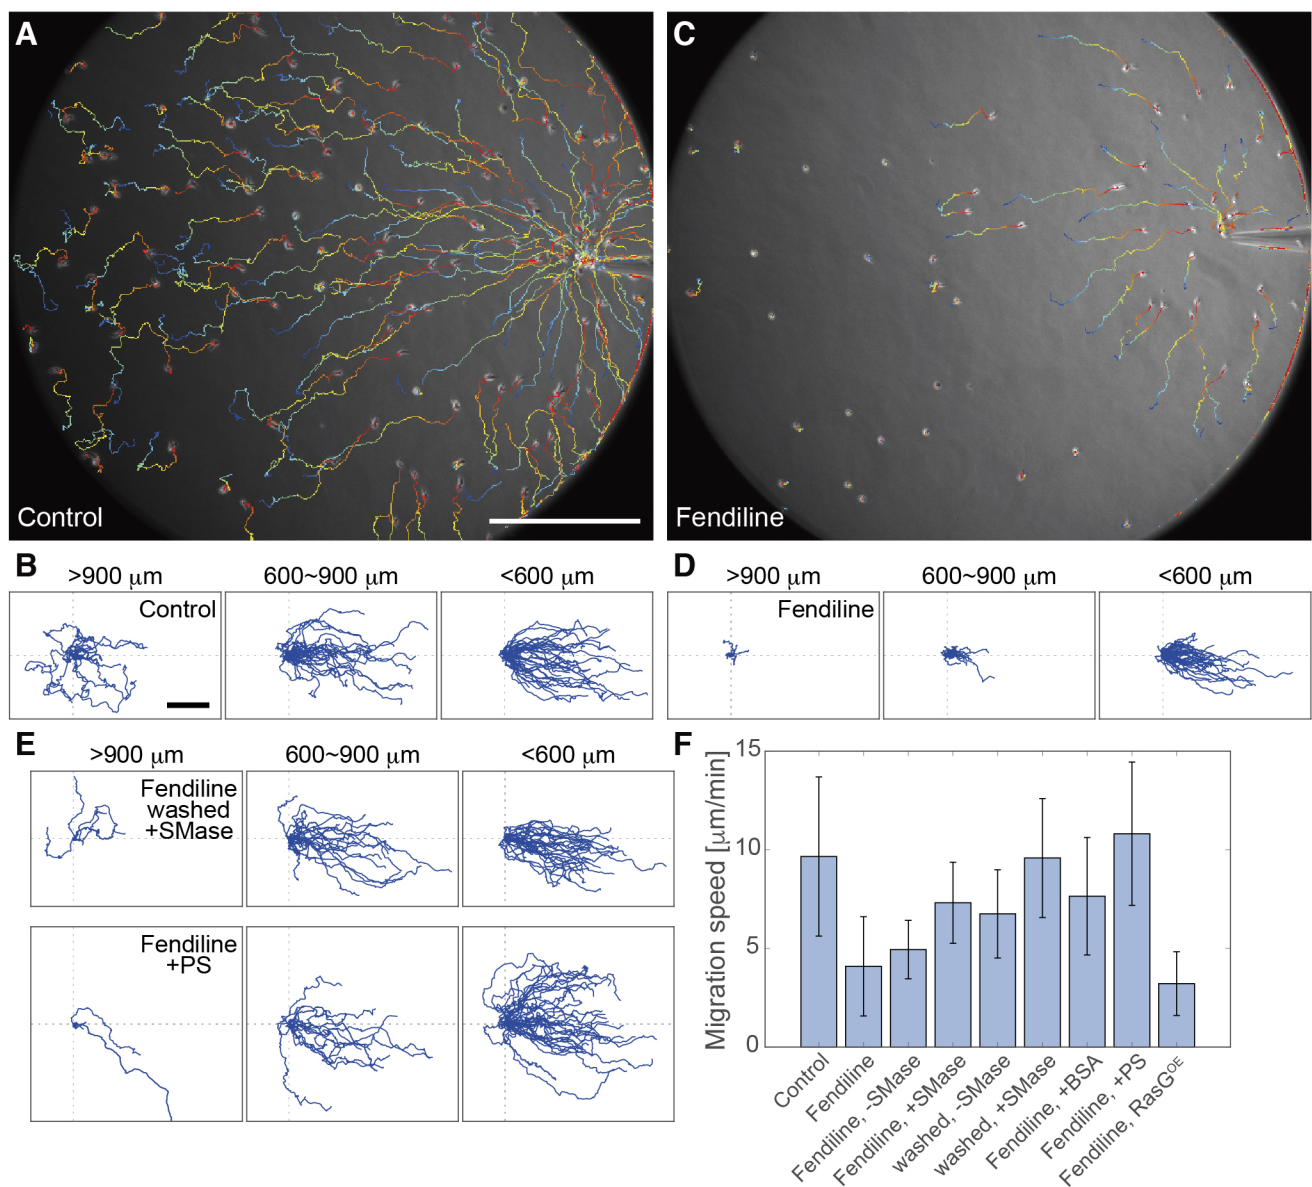 A
Control
C
Fendiline
B
>900 μm
600~900 μm
<600 μm
Control
D
>900 μm
600~900 μm
<600 μm
Fendiline
E
>900 μm
600~900 μm
<600 μm
Fendiline
washed
+SMase
Fendiline
+PS
F
Migration speed [μm/min]
15
10
5
0
Control
Fendiline
Fendiline, -SMase
Fendiline, +SMase
washed, -SMase
washed, +SMase
Fendiline, +BSA
Fendiline, +PS
Fendiline, RasG^OE